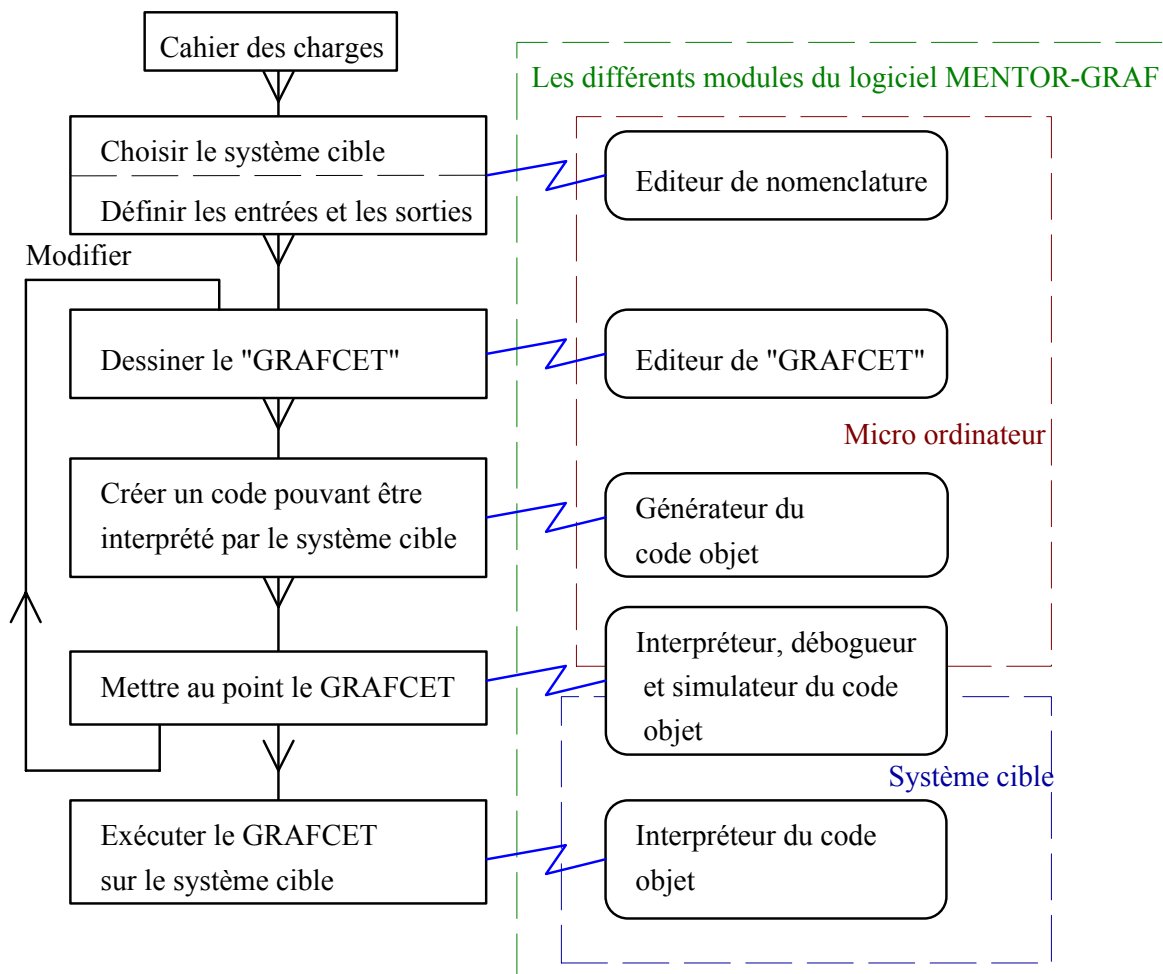 Cahier des charges
Les différents modules du logiciel MENTOR-GRAF
Choisir le système cible
Définir les entrées et les sorties
Editeur de nomenclature
Modifier
Dessiner le "GRAFCET"
Editeur de "GRAFCET"
Micro ordinateur
Créer un code pouvant être
interprété par le système cible
Générateur du
code objet
Mettre au point le GRAFCET
Interpréteur, débogueur
et simulateur du code
objet
Système cible
Exécuter le GRAFCET
sur le système cible
Interpréteur du code
objet